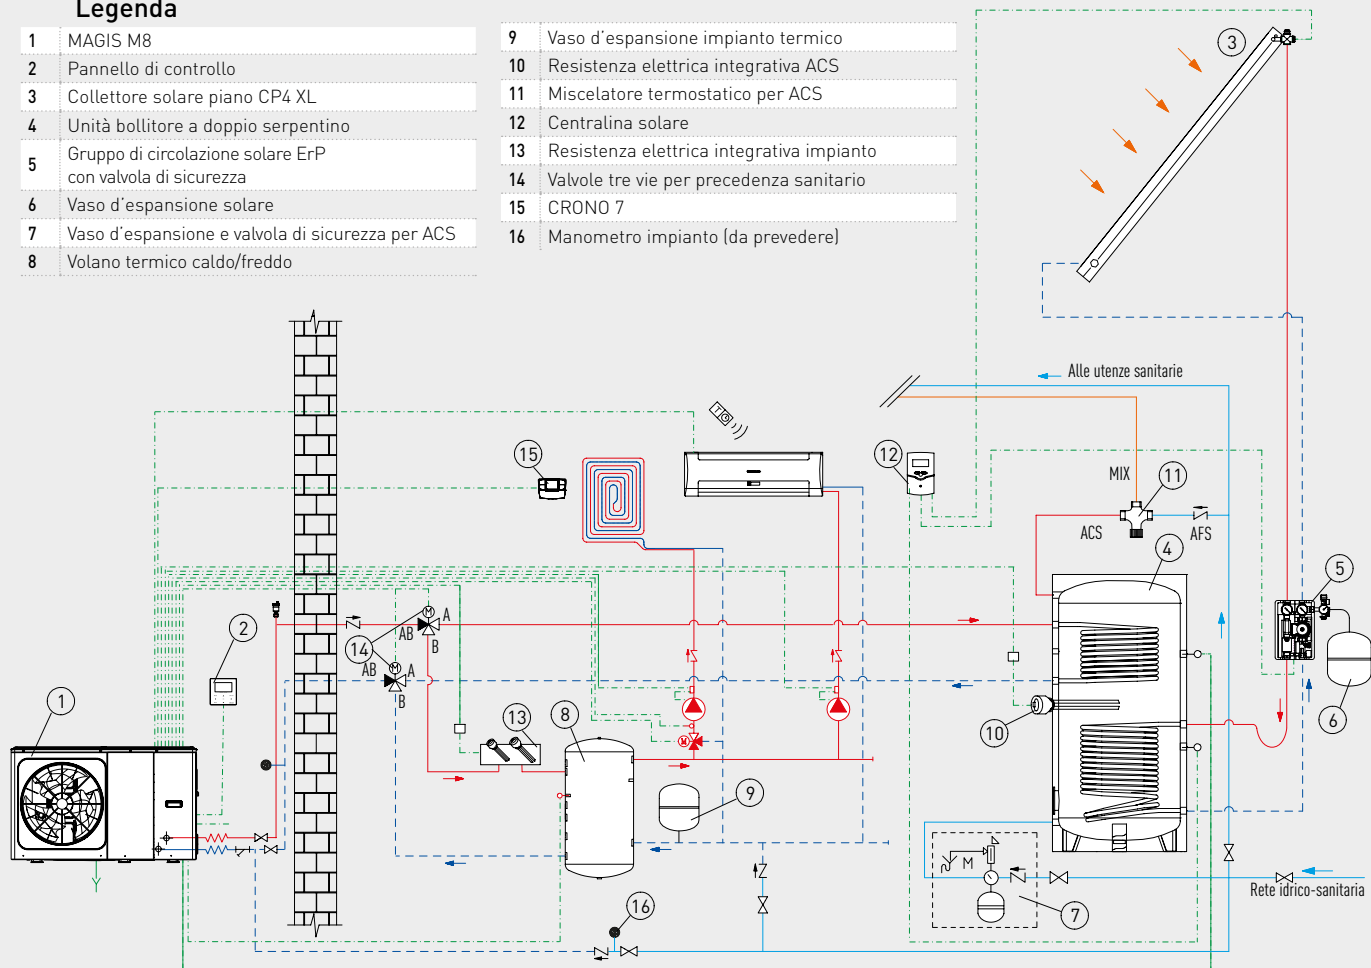 Legenda
1 MAGIS M8
2 Pannello di controllo
3 Collettore solare piano CP4 XL
4 Unità bollitore a doppio serpentino
5 Gruppo di circolazione solare ErP
con valvola di sicurezza
6 Vaso d'espansione solare
7 Vaso d'espansione e valvola di sicurezza per ACS
8 Volano termico caldo/freddo
9 Vaso d'espansione impianto termico
10 Resistenza elettrica integrativa ACS
11 Miscelatore termostatico per ACS
12 Centralina solare
13 Resistenza elettrica integrativa impianto
14 Valvole tre vie per precedenza sanitario
15 CRONO 7
16 Manometro impianto (da prevedere)
3
Alle utenze sanitarie
15
12
MIX
11
ACS
AFS
4
5
M
A
AB
B
2
14
AB
M
A
B
1
13
8
M
10
6
9
M
7
Rete idrico-sanitaria
16